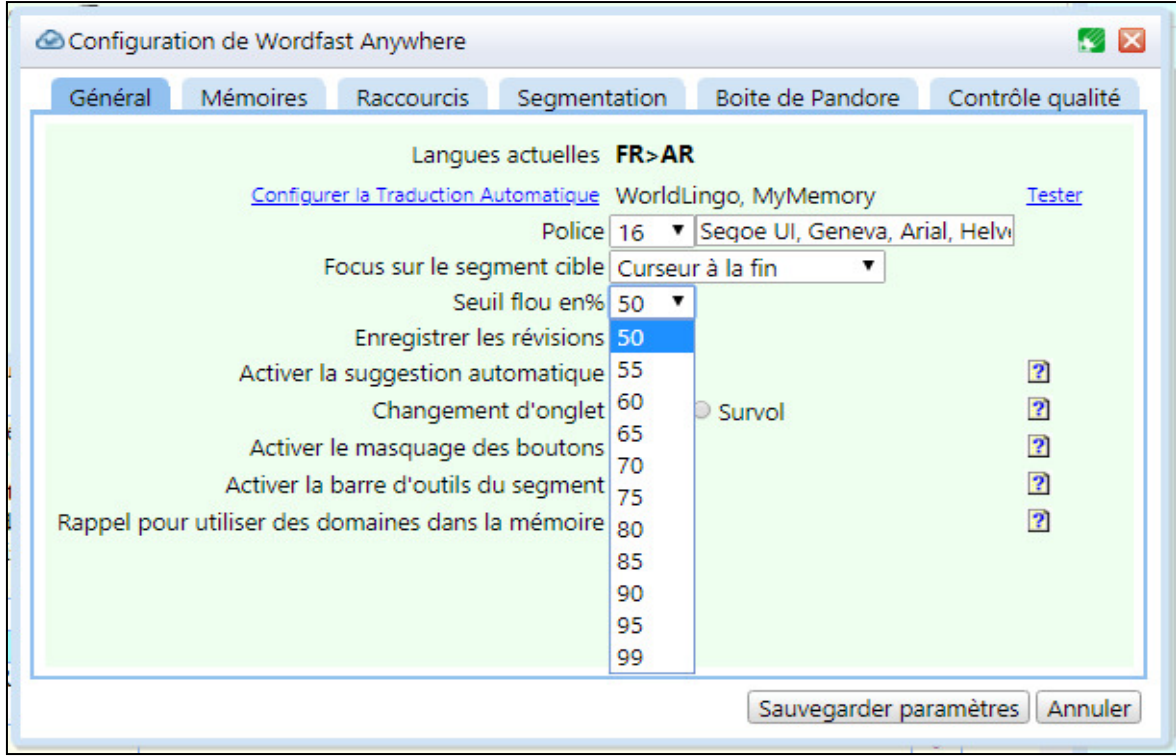 Configuration de Wordfast Anywhere
Général Mémoires Raccourcis Segmentation Boite de Pandore Contrôle qualité
Langues actuelles FR>AR
Configurer la Traduction Automatique WorldLingo, MyMemory Tester
Police 16 Segoe UI, Geneva, Arial, Helv
Focus sur le segment cible Curseur à la fin
Seuil flou en% 50
Enregistrer les révisions 50
Activer la suggestion automatique 55 ?
Changement d'onglet 60 Survol ?
65
Activer le masquage des boutons ?
70
Activer la barre d'outils du segment 75 ?
Rappel pour utiliser des domaines dans la mémoire 80 ?
85
90
95
99
Sauvegarder paramètres Annuler